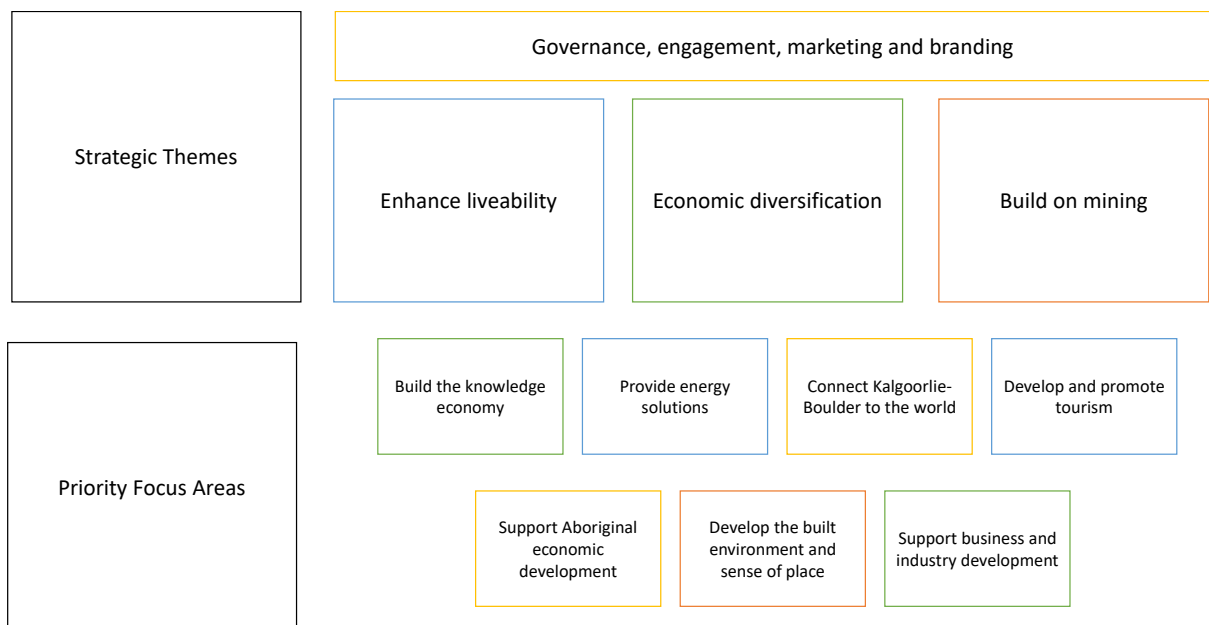 Governance, engagement, marketing and branding
Strategic Themes
Enhance liveability
Economic diversification
Build on mining
Build the knowledge
economy
Provide energy
solutions
Connect Kalgoorlie-
Boulder to the world
Develop and promote
tourism
Priority Focus Areas
Support Aboriginal
economic
development
Develop the built
environment and
sense of place
Support business and
industry development